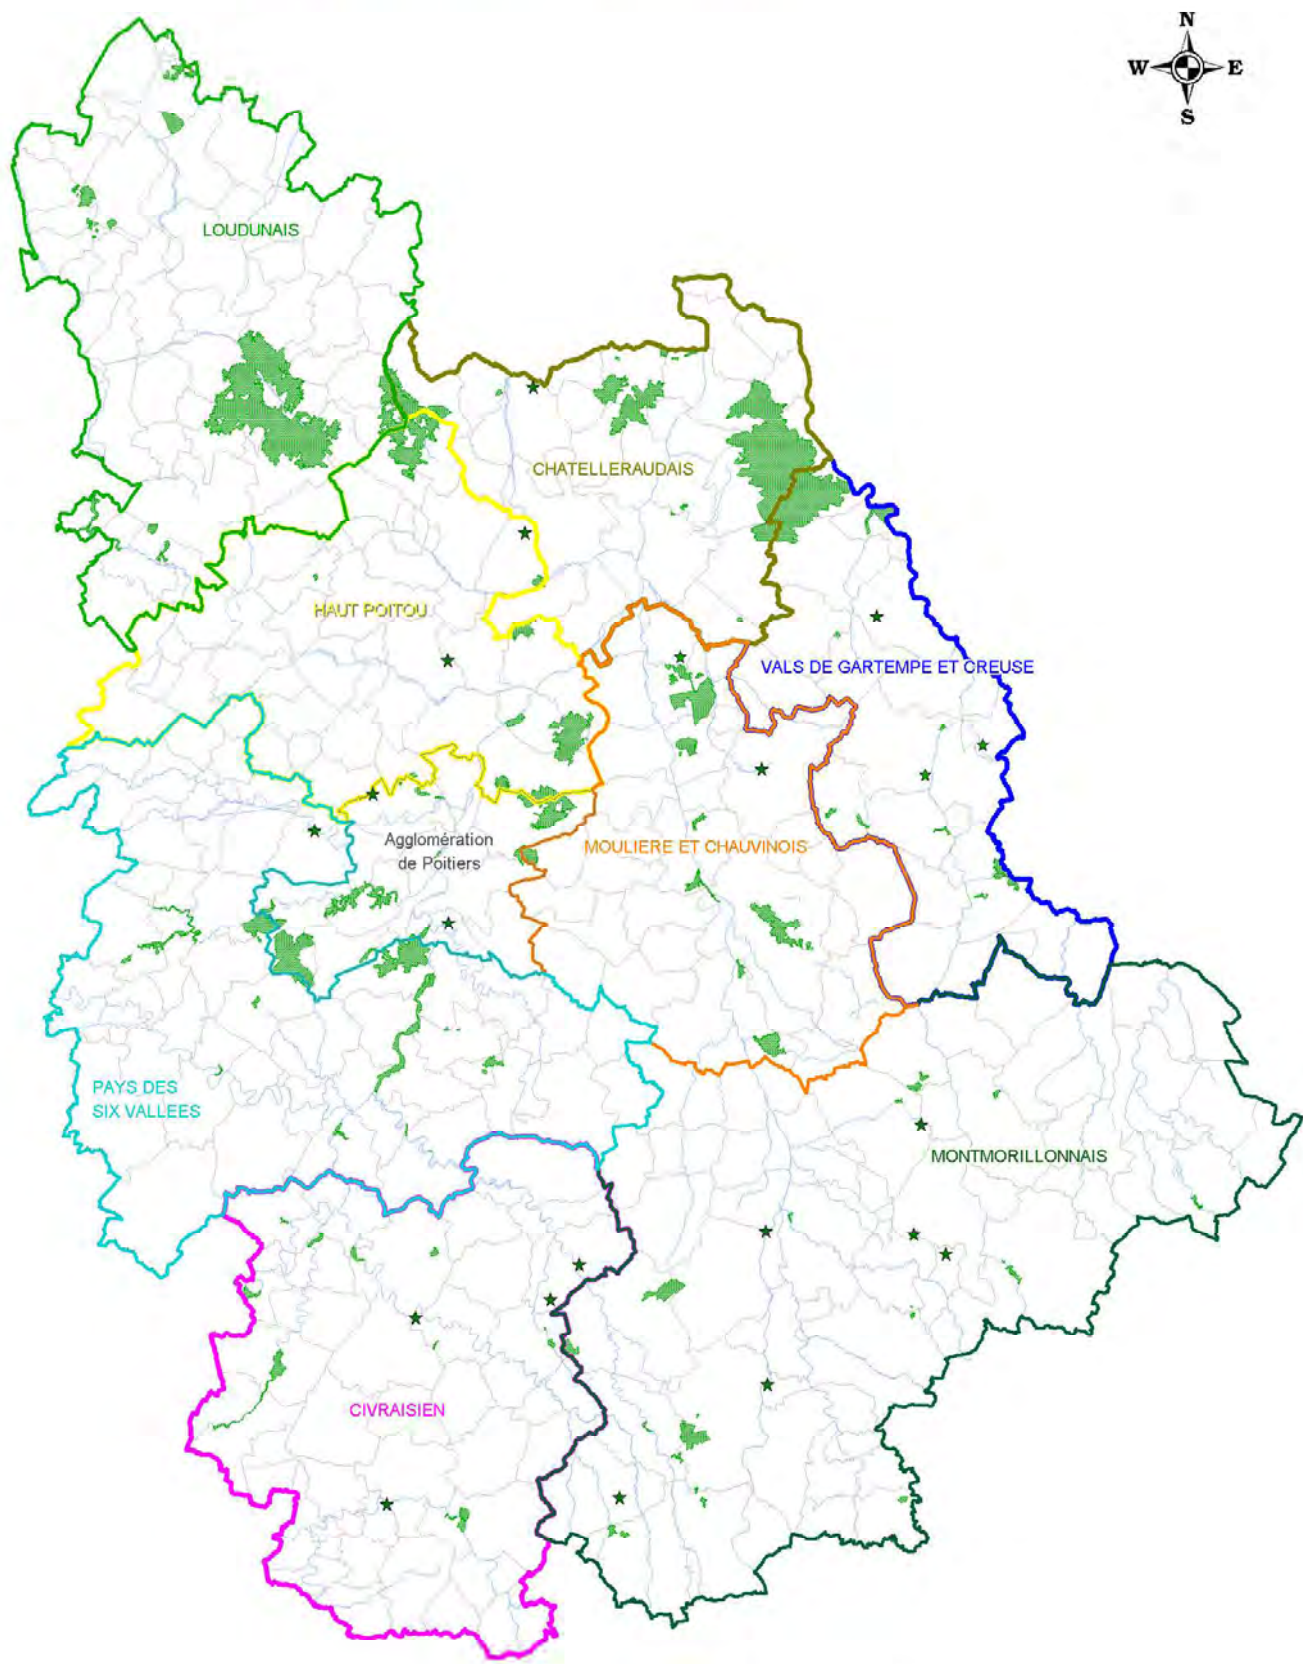 N
W E
S
LOUDUNAIS
CHATELLERAUDAIS
HAUT POITOU
VALS DE GARTEMPE ET CREUSE
Agglomération
de Poitiers
MOULIERE ET CHAUVINOIS
PAYS DES
SIX VALLEES
MONTMORILLONNAIS
CIVRAISIEN